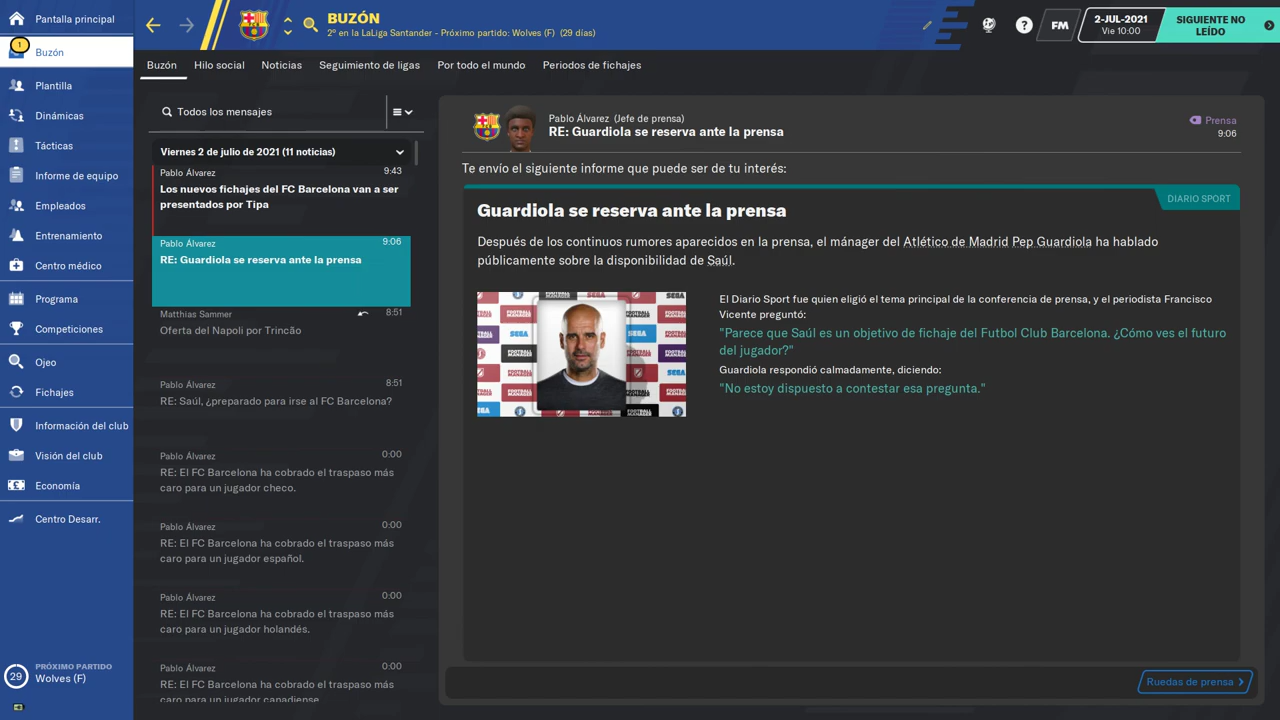 Pantalla principal
1
Buzón
Plantilla
Dinámicas
Tácticas
Informe de equipo
Empleados
Entrenamiento
Centro médico
Programa
Competiciones
Ojeo
Fichajes
Información del club
Visión del club
Economía
Centro Desarr.
29
PRÓXIMO PARTIDO
Wolves (F)
BUZÓN
2º en la LaLiga Santander - Próximo partido: Wolves (F) (29 días)
FM
2-JUL-2021
Vie 10:00
SIGUIENTE NO
LEÍDO
Buzón
Hilo social
Noticias
Seguimiento de ligas
Por todo el mundo
Periodos de fichajes
Todos los mensajes
Viernes 2 de julio de 2021 (11 noticias)
Pablo Álvarez 9:43
Los nuevos fichajes del FC Barcelona van a ser
presentados por Tipa
Pablo Álvarez 9:06
RE: Guardiola se reserva ante la prensa
Matthias Sammer 8:51
Oferta del Napoli por Trincão
Pablo Álvarez 8:51
RE: Saúl, ¿preparado para irse al FC Barcelona?
Pablo Álvarez 0:00
RE: El FC Barcelona ha cobrado el traspaso más
caro para un jugador checo.
Pablo Álvarez 0:00
RE: El FC Barcelona ha cobrado el traspaso más
caro para un jugador español.
Pablo Álvarez 0:00
RE: El FC Barcelona ha cobrado el traspaso más
caro para un jugador holandés.
Pablo Álvarez 0:00
RE: El FC Barcelona ha cobrado el traspaso más
caro para un jugador canadiense.
Pablo Álvarez (Jefe de prensa)
RE: Guardiola se reserva ante la prensa
Prensa
9:06
Te envío el siguiente informe que puede ser de tu interés:
DIARIO SPORT
Guardiola se reserva ante la prensa
Después de los continuos rumores aparecidos en la prensa, el mánager del Atlético de Madrid Pep Guardiola ha hablado
públicamente sobre la disponibilidad de Saúl.
SEGA
SEGA
SEGA
El Diario Sport fue quien eligió el tema principal de la conferencia de prensa, y el periodista Francisco
Vicente preguntó:
"Parece que Saúl es un objetivo de fichaje del Futbol Club Barcelona. ¿Cómo ves el futuro
del jugador?"
Guardiola respondió calmadamente, diciendo:
"No estoy dispuesto a contestar esa pregunta."
Ruedas de prensa